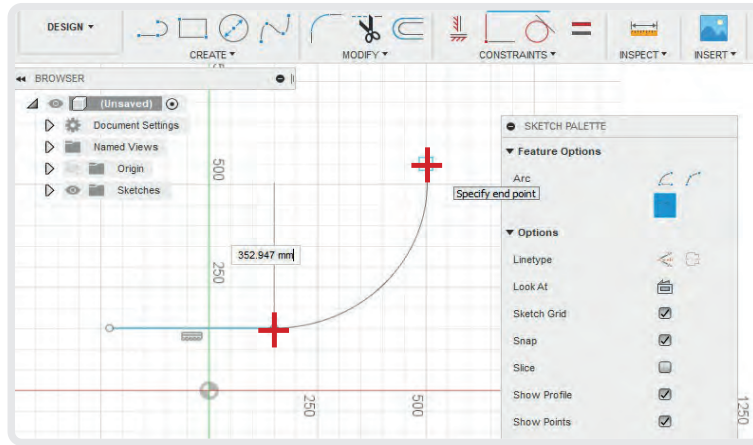 DESIGN ▾
CREATE ▾
MODIFY ▾
CONSTRAINTS ▾
INSPECT ▾
INSERT ▾
BROWSER
(Unsaved)
Document Settings
Named Views
Origin
Sketches
500
250
352.947 mm
250
500
1250
Specify end point
SKETCH PALETTE
▼ Feature Options
Arc
▼ Options
Linetype
Look At
Sketch Grid
Snap
Slice
Show Profile
Show Points